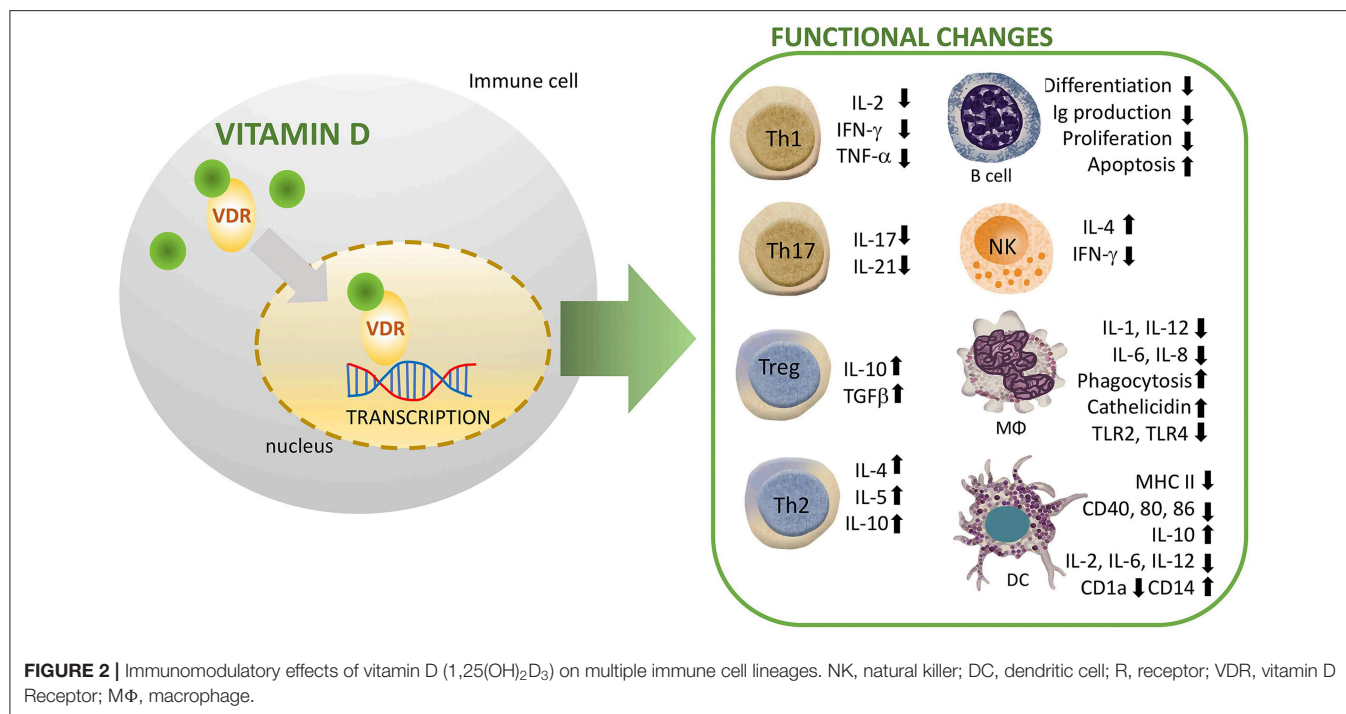 FUNCTIONAL CHANGES
Immune cell
VITAMIN D
VDR
VDR
TRANSCRIPTION
nucleus
Th1
IL-2 ⬇
IFN-γ ⬇
TNF-α ⬇
Th17
IL-17 ⬇
IL-21 ⬇
Treg
IL-10 ⬆
TGFβ ⬆
Th2
IL-4 ⬆
IL-5 ⬆
IL-10 ⬆
B cell
Differentiation ⬇
Ig production ⬇
Proliferation ⬇
Apoptosis ⬆
NK
IL-4 ⬆
IFN-γ ⬇
MΦ
IL-1, IL-12 ⬇
IL-6, IL-8 ⬇
Phagocytosis ⬆
Cathelicidin ⬆
TLR2, TLR4 ⬇
DC
MHC II ⬇
CD40, 80, 86 ⬇
IL-10 ⬆
IL-2, IL-6, IL-12 ⬇
CD1a ⬇ CD14 ⬆
FIGURE 2 | Immunomodulatory effects of vitamin D (1,25(OH)₂D₃) on multiple immune cell lineages. NK, natural killer; DC, dendritic cell; R, receptor; VDR, vitamin D
Receptor; MΦ, macrophage.